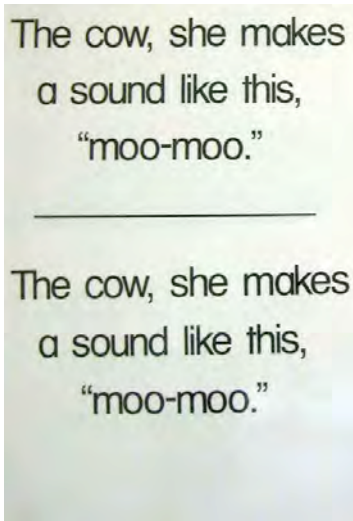 The cow, she makes
a sound like this,
“moo-moo.”
The cow, she makes
a sound like this,
“moo-moo.”